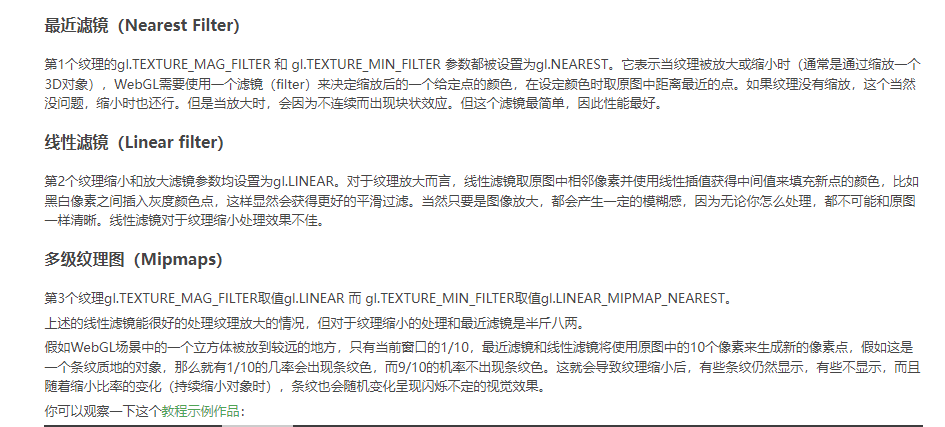 最近滤镜（Nearest Filter）
第1个纹理的gl.TEXTURE_MAG_FILTER 和 gl.TEXTURE_MIN_FILTER 参数都被设置为gl.NEAREST。它表示当纹理被放大或缩小时（通常是通过缩放一个
3D对象），WebGL需要使用一个滤镜（filter）来决定缩放后的一个给定点的颜色，在设定颜色时取原图中距离最近的点。如果纹理没有缩放，这个当然
没问题，缩小时也还行。但是当放大时，会因为不连续而出现块状效应。但这个滤镜最简单，因此性能最好。
线性滤镜（Linear filter）
第2个纹理缩小和放大滤镜参数均设置为gl.LINEAR。对于纹理放大而言，线性滤镜取原图中相邻像素并使用线性插值获得中间值来填充新点的颜色，比如
黑白像素之间插入灰度颜色点，这样显然会获得更好的平滑过滤。当然只要是图像放大，都会产生一定的模糊感，因为无论你怎么处理，都不可能和原图
一样清晰。线性滤镜对于纹理缩小处理效果不佳。
多级纹理图（Mipmaps）
第3个纹理gl.TEXTURE_MAG_FILTER取值gl.LINEAR 而 gl.TEXTURE_MIN_FILTER取值gl.LINEAR_MIPMAP_NEAREST。
上述的线性滤镜能很好的处理纹理放大的情况，但对于纹理缩小的处理和最近滤镜是半斤八两。
假如WebGL场景中的一个立方体被放到较远的地方，只有当前窗口的1/10，最近滤镜和线性滤镜将使用原图中的10个像素来生成新的像素点，假如这是
一个条纹质地的对象，那么就有1/10的几率会出现条纹色，而9/10的机率不出现条纹色。这就会导致纹理缩小后，有些条纹仍然显示，有些不显示，而且
随着缩小比率的变化（持续缩小对象时），条纹也会随机变化呈现闪烁不定的视觉效果。
你可以观察一下这个教程示例作品：